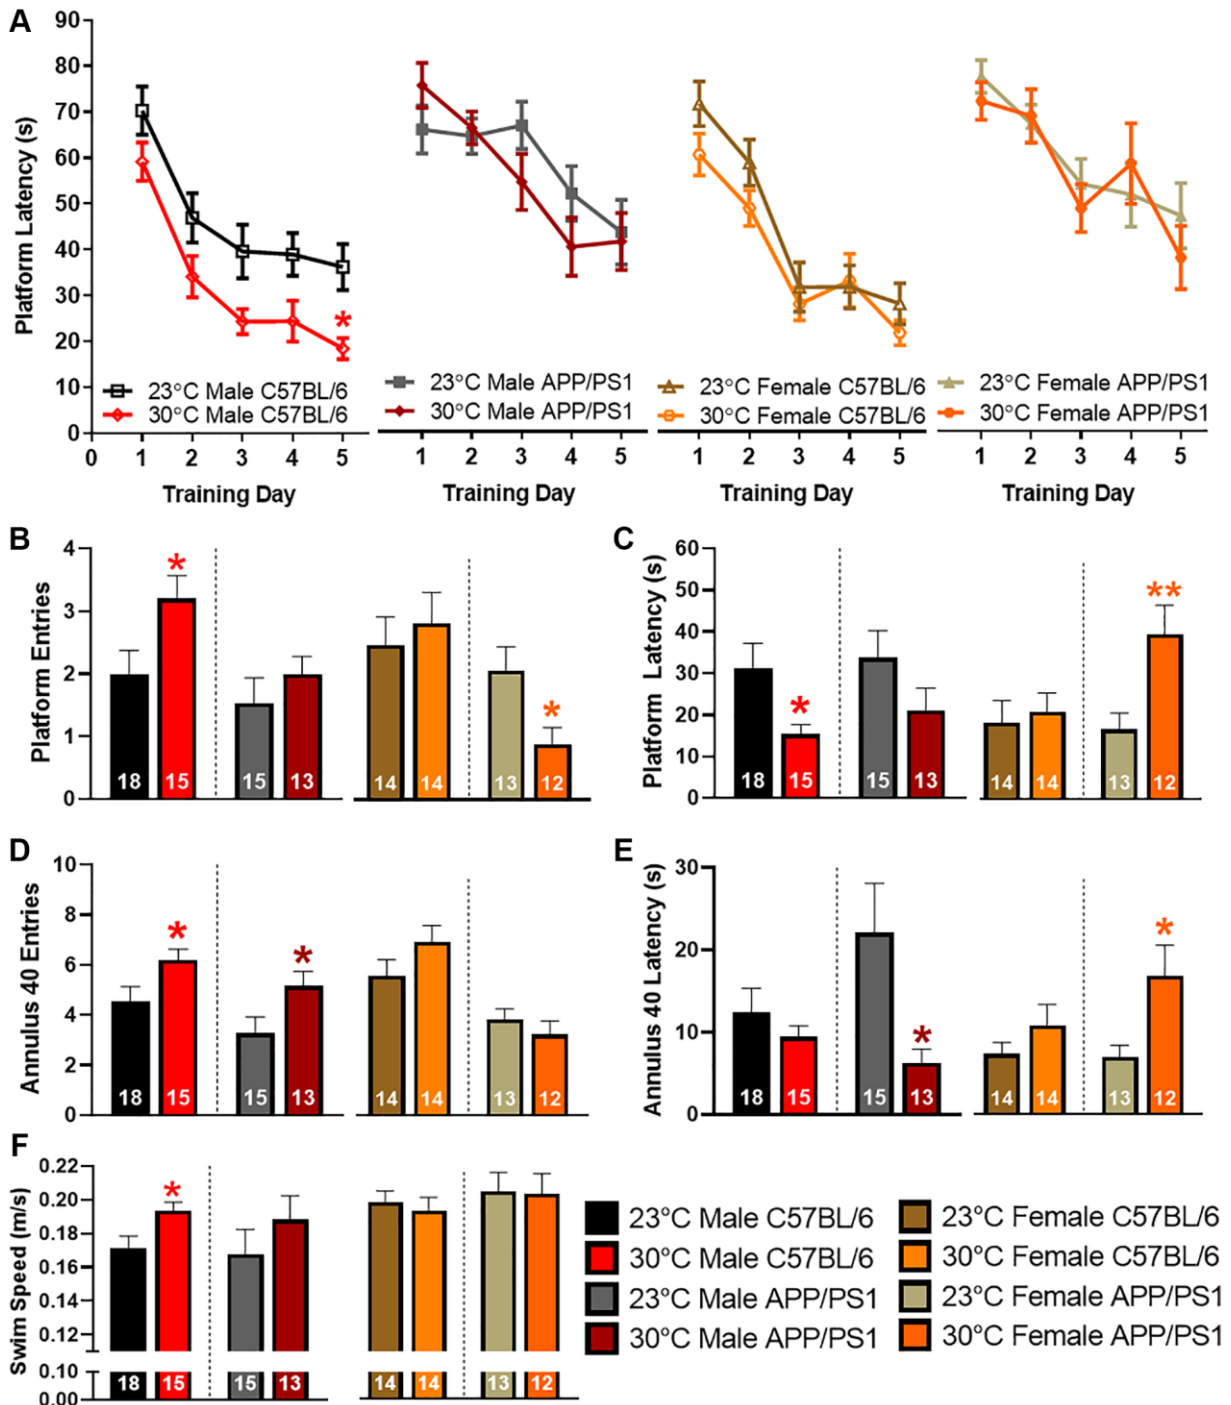 A
90
80
70
60
50
40
30
20
10
0
Platform Latency (s)
*
23°C Male C57BL/6
30°C Male C57BL/6
23°C Male APP/PS1
30°C Male APP/PS1
23°C Female C57BL/6
30°C Female C57BL/6
23°C Female APP/PS1
30°C Female APP/PS1
0 1 2 3 4 5
1 2 3 4 5
1 2 3 4 5
1 2 3 4 5
Training Day
Training Day
Training Day
Training Day
B
4
3
2
1
0
Platform Entries
*
*
18 15 15 13 14 14 13 12
C
60
50
40
30
20
10
0
Platform Latency (s)
*
**
18 15 15 13 14 14 13 12
D
10
8
6
4
2
0
Annulus 40 Entries
*
*
18 15 15 13 14 14 13 12
E
30
20
10
0
Annulus 40 Latency (s)
*
*
18 15 15 13 14 14 13 12
F
0.22
0.20
0.18
0.16
0.14
0.12
0.10
0.00
Swim Speed (m/s)
*
18 15 15 13 14 14 13 12
23°C Male C57BL/6
30°C Male C57BL/6
23°C Male APP/PS1
30°C Male APP/PS1
23°C Female C57BL/6
30°C Female C57BL/6
23°C Female APP/PS1
30°C Female APP/PS1